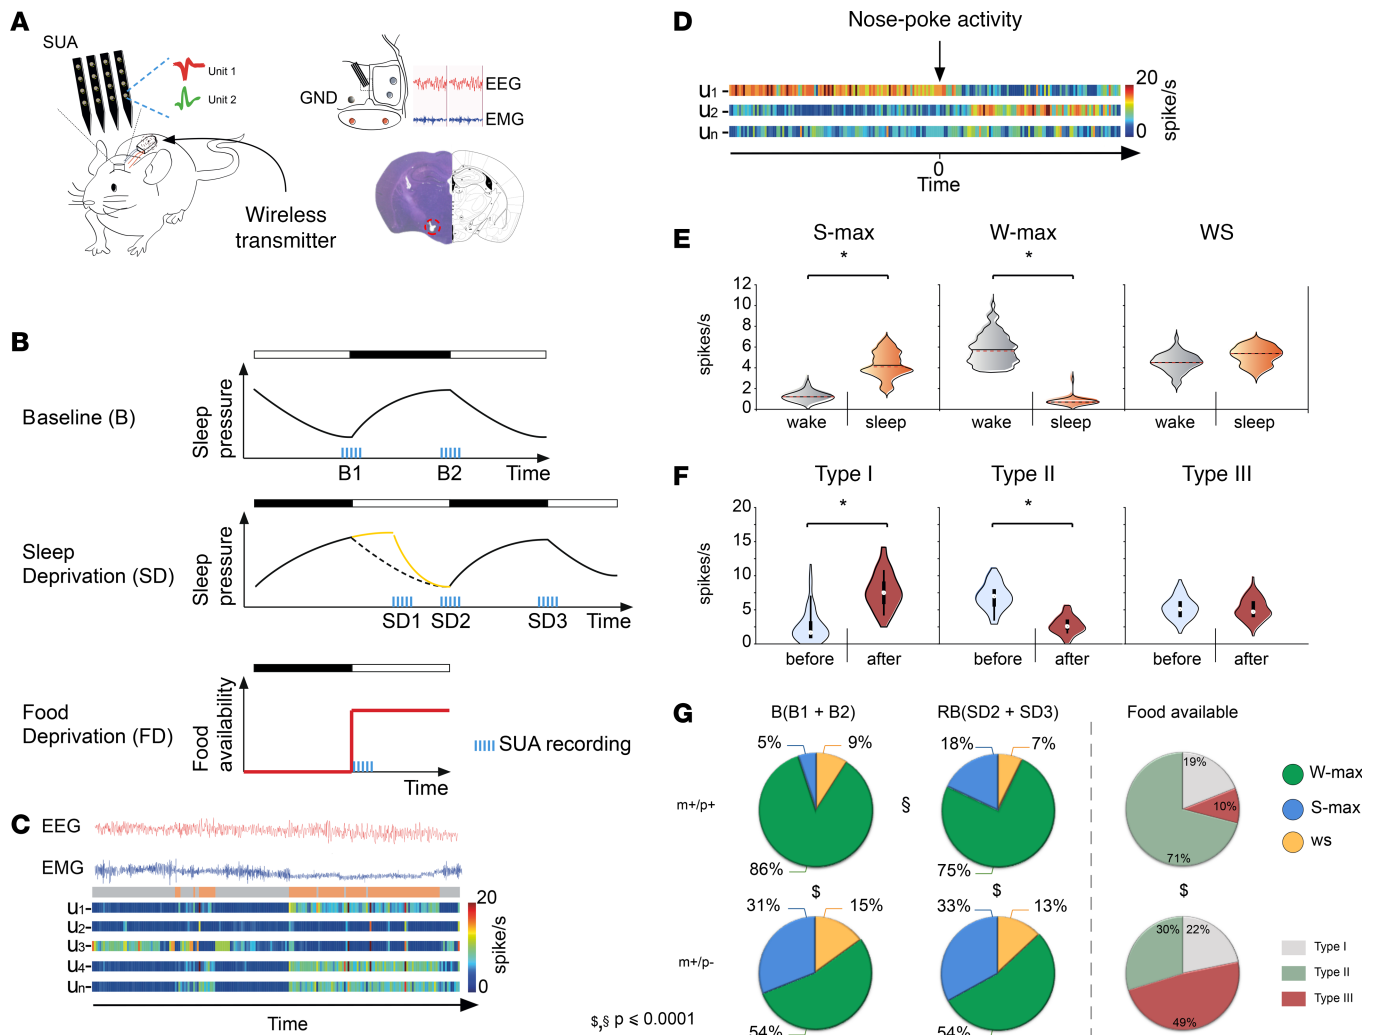 A
SUA
Unit 1
Unit 2
GND
EEG
EMG
Wireless
transmitter
B
Baseline (B)
Sleep
pressure
B1
B2
Time
Sleep
Deprivation (SD)
Sleep
pressure
SD1
SD2
SD3
Time
Food
Deprivation (FD)
Food
availability
Time
SUA recording
C
EEG
EMG
u1
u2
u3
u4
un
20
0
spike/s
Time
D
Nose-poke activity
u1
u2
un
20
0
spike/s
0
Time
E
S-max
W-max
WS
*
*
spikes/s
12
10
8
6
4
2
0
wake
sleep
wake
sleep
wake
sleep
F
Type I
Type II
Type III
*
*
spikes/s
20
15
10
5
0
before
after
before
after
before
after
G
B(B1 + B2)
RB(SD2 + SD3)
Food available
m+/p+
5%
9%
86%
§
18%
7%
75%
19%
10%
71%
W-max
S-max
ws
$
$
$
m+/p-
31%
15%
54%
33%
13%
54%
30%
22%
49%
Type I
Type II
Type III
$,§ p ⩽ 0.0001